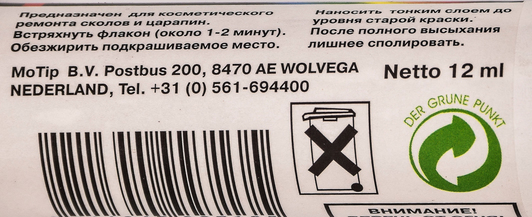 Предназначен для косметического
ремонта сколов и царапин.
Встряхнуть флакон (около 1-2 минут).
Обезжирить подкрашиваемое место.
Наносить тонким слоем до
уровня старой краски.
После полного высыхания
лишнее сполировать.
MoTip B.V. Postbus 200, 8470 AE WOLVEGA
NEDERLAND, Tel. +31 (0) 561-694400
Netto 12 ml
DER GRÜNE PUNKT
ВНИМАНИЕ!